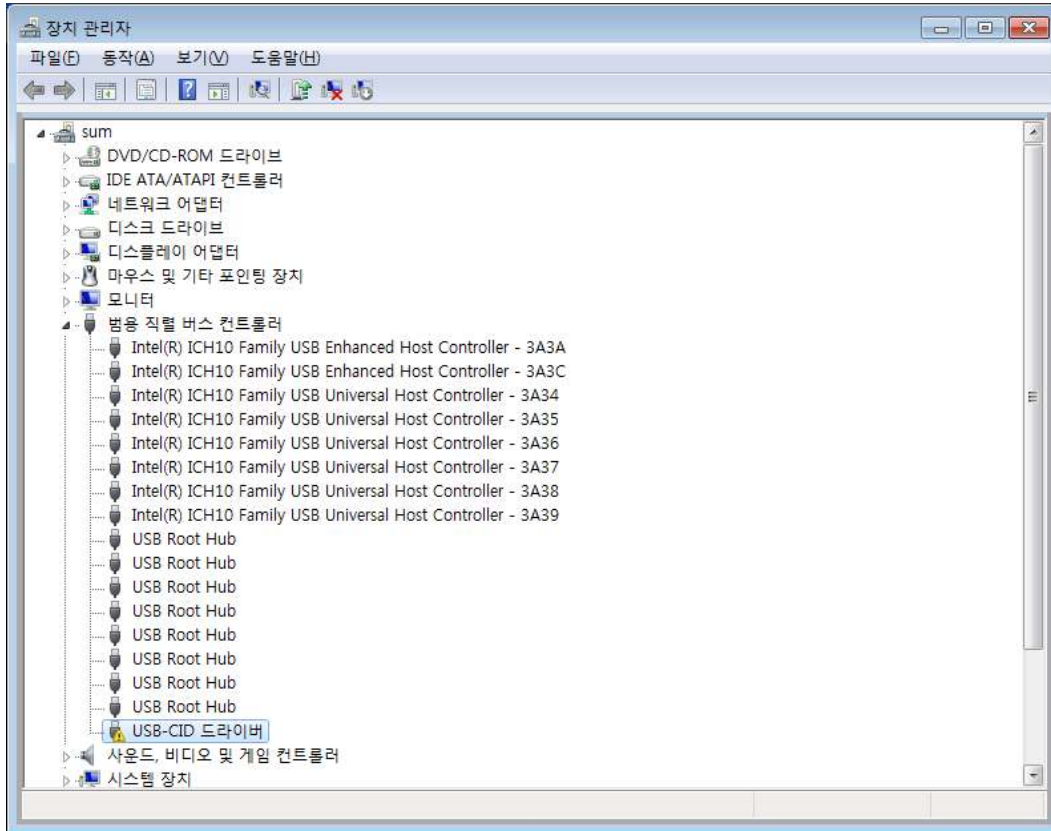 장치 관리자
파일(F) 동작(A) 보기(V) 도움말(H)
sum
DVD/CD-ROM 드라이브
IDE ATA/ATAPI 컨트롤러
네트워크 어댑터
디스크 드라이브
디스플레이 어댑터
마우스 및 기타 포인팅 장치
모니터
범용 직렬 버스 컨트롤러
Intel(R) ICH10 Family USB Enhanced Host Controller - 3A3A
Intel(R) ICH10 Family USB Enhanced Host Controller - 3A3C
Intel(R) ICH10 Family USB Universal Host Controller - 3A34
Intel(R) ICH10 Family USB Universal Host Controller - 3A35
Intel(R) ICH10 Family USB Universal Host Controller - 3A36
Intel(R) ICH10 Family USB Universal Host Controller - 3A37
Intel(R) ICH10 Family USB Universal Host Controller - 3A38
Intel(R) ICH10 Family USB Universal Host Controller - 3A39
USB Root Hub
USB Root Hub
USB Root Hub
USB Root Hub
USB Root Hub
USB Root Hub
USB Root Hub
USB Root Hub
USB-CID 드라이버
사운드, 비디오 및 게임 컨트롤러
시스템 장치